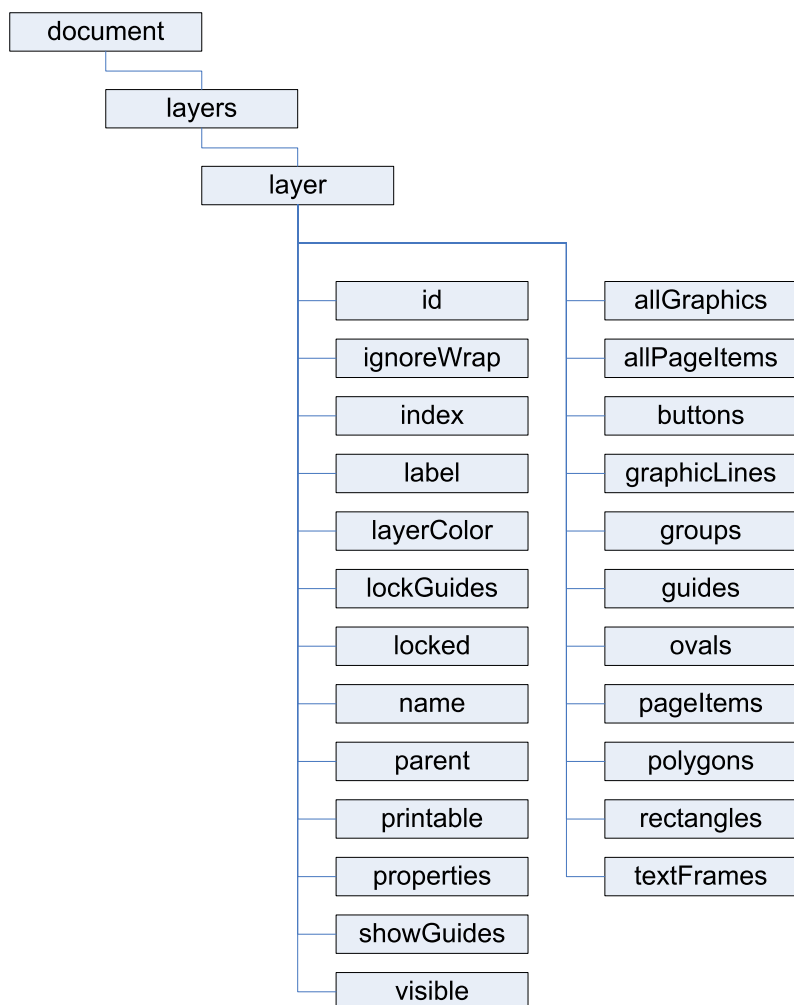 document
layers
layer
id
ignoreWrap
index
label
layerColor
lockGuides
locked
name
parent
printable
properties
showGuides
visible
allGraphics
allPageItems
buttons
graphicLines
groups
guides
ovals
pageItems
polygons
rectangles
textFrames